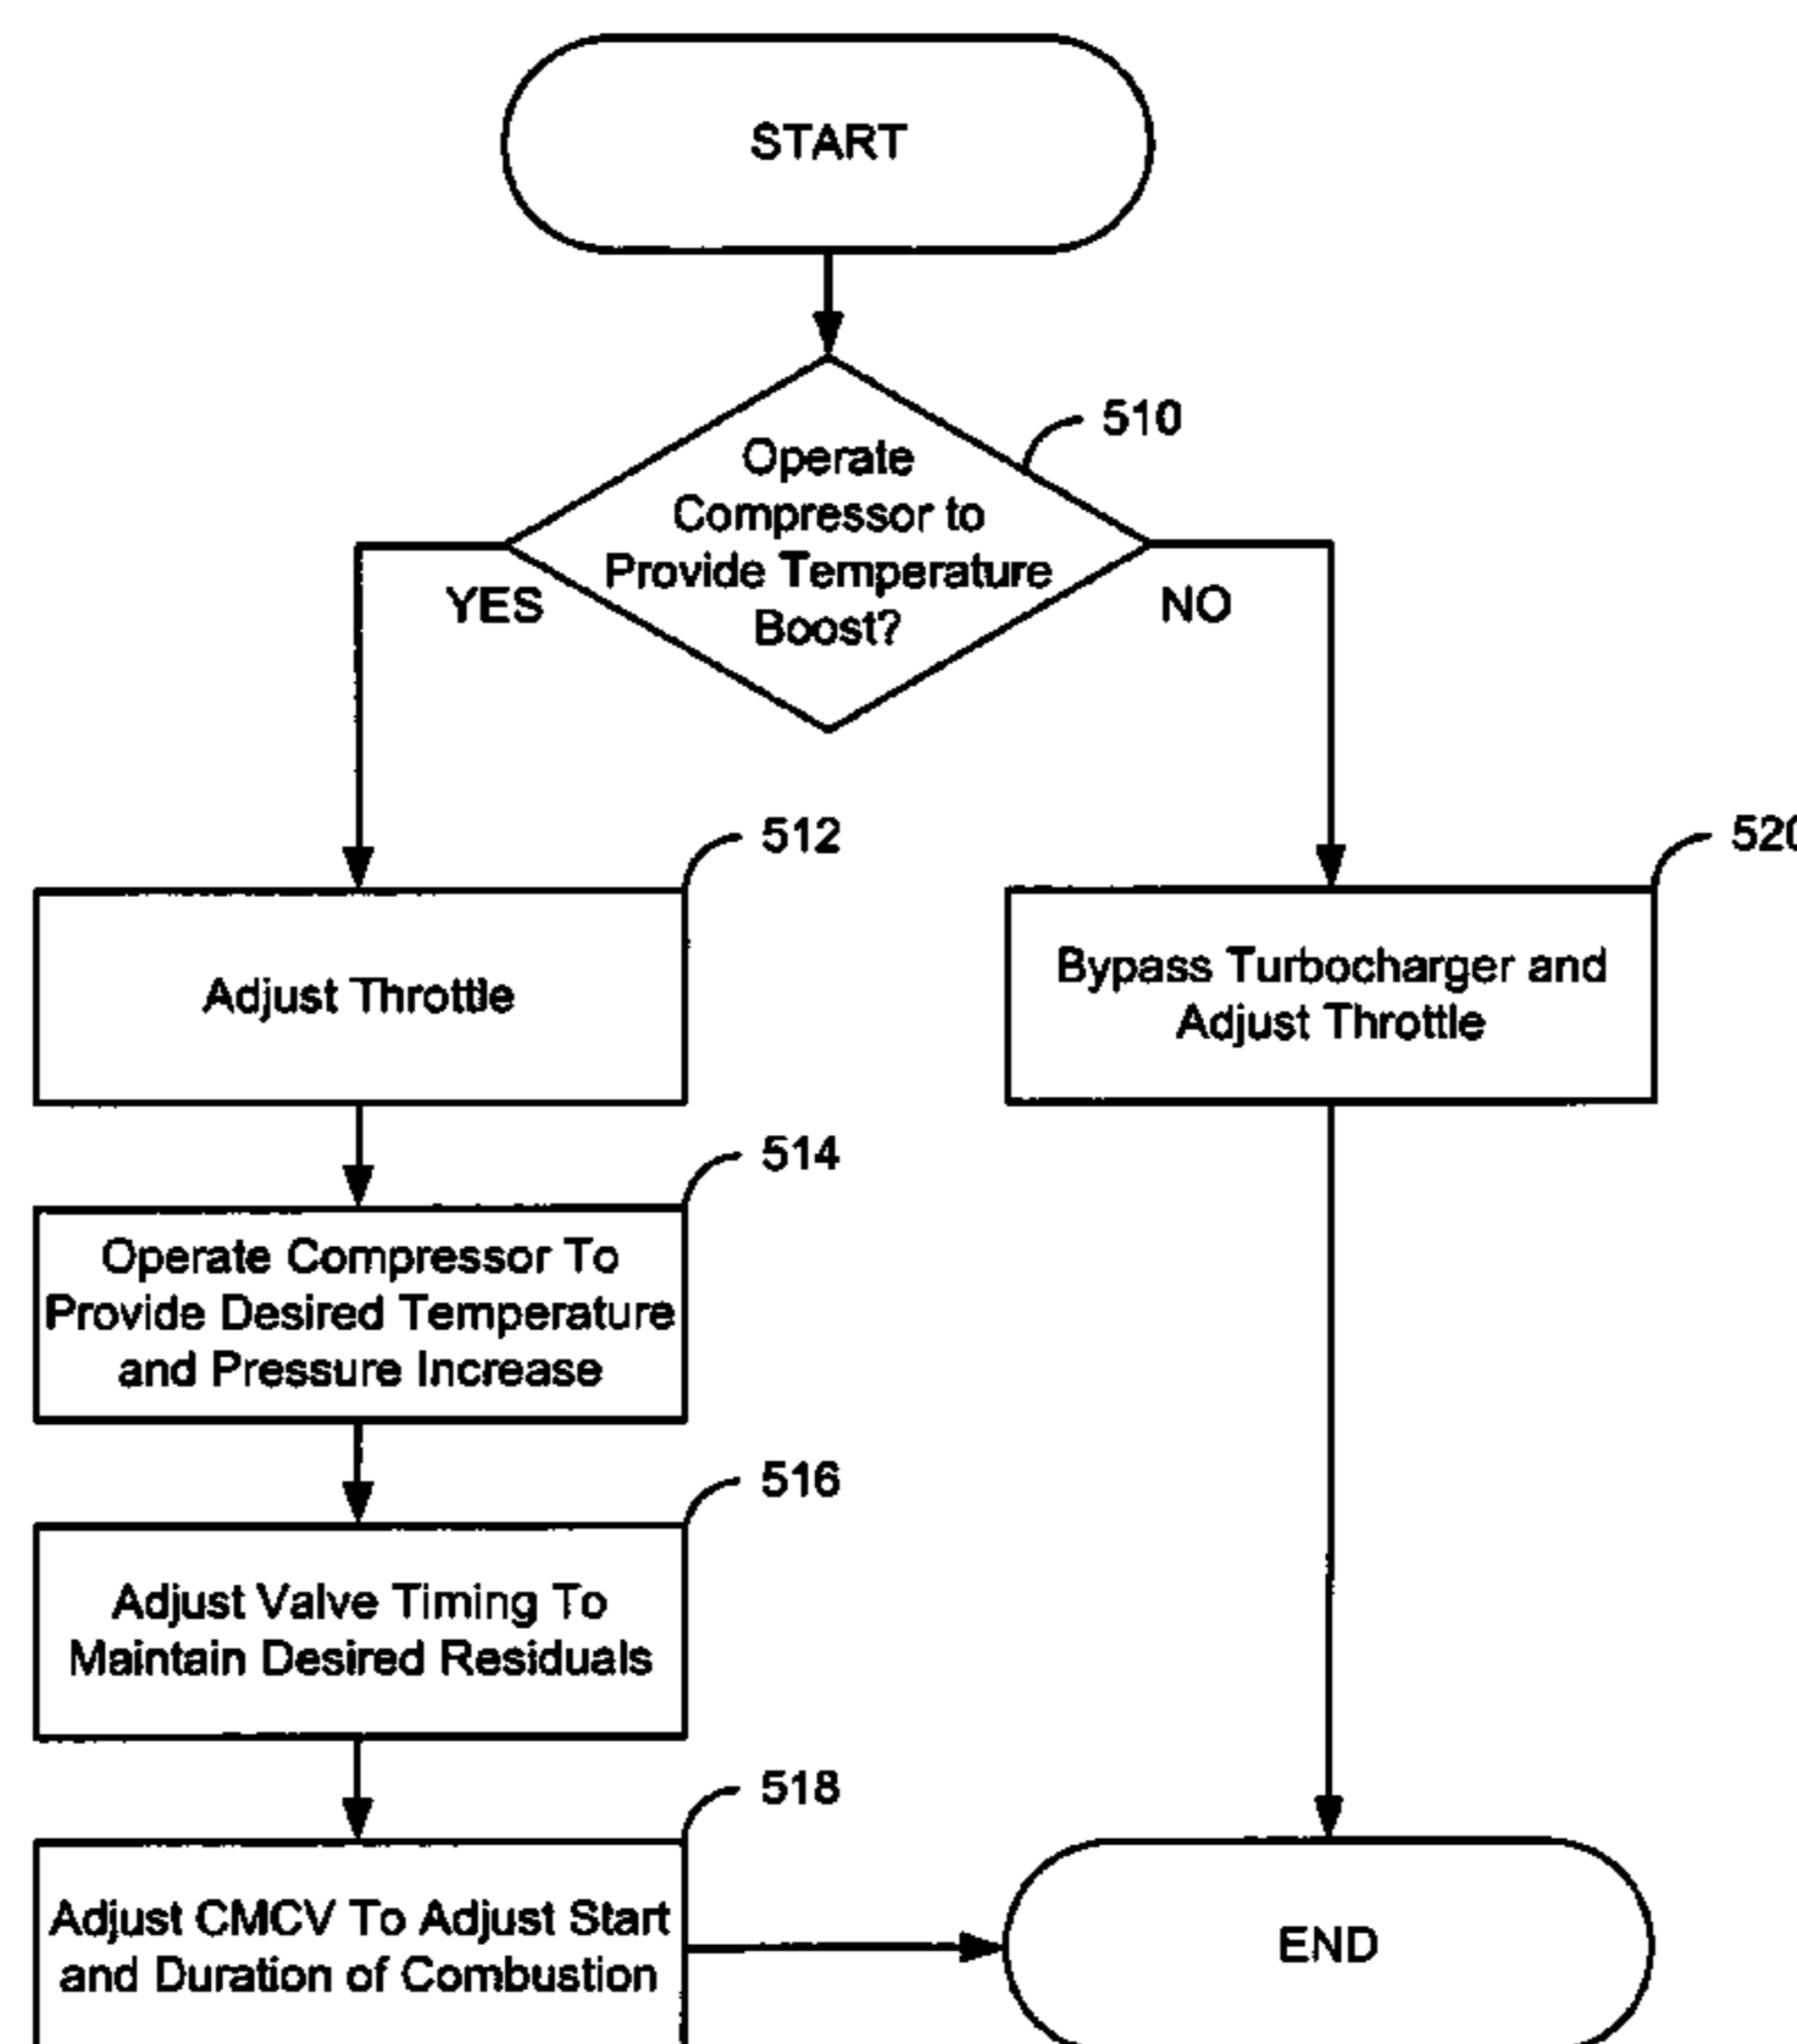 START
510
Operate
Compressor to
Provide Temperature
Boost?
YES
NO
512
Adjust Throttle
520
Bypass Turbocharger and
Adjust Throttle
514
Operate Compressor To
Provide Desired Temperature
and Pressure Increase
516
Adjust Valve Timing To
Maintain Desired Residuals
518
Adjust CMCV To Adjust Start
and Duration of Combustion
END